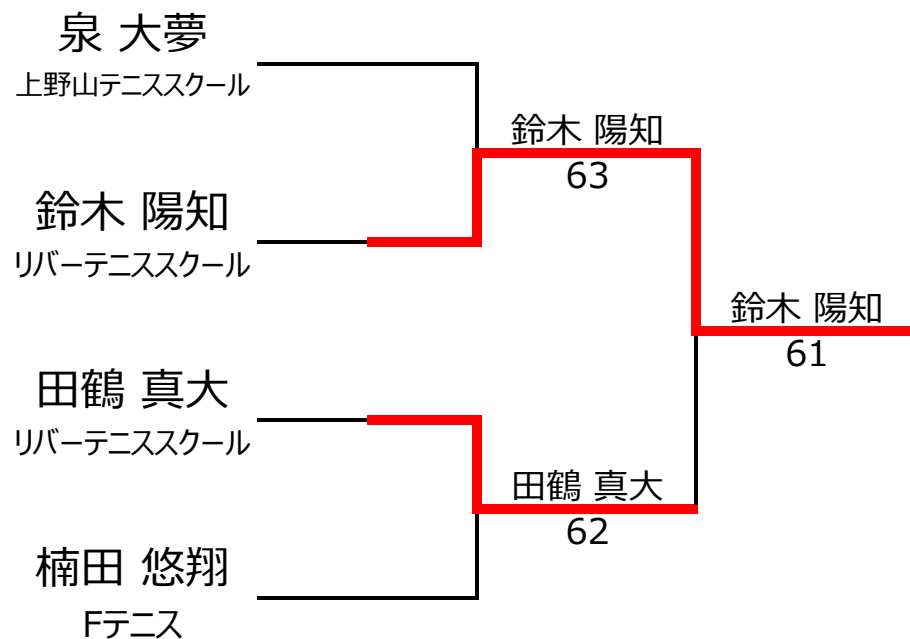 泉 大夢
上野山テニススクール
鈴木 陽知
63
鈴木 陽知
リバーテニススクール
鈴木 陽知
61
田鶴 真大
リバーテニススクール
田鶴 真大
62
楠田 悠翔
Fテニス